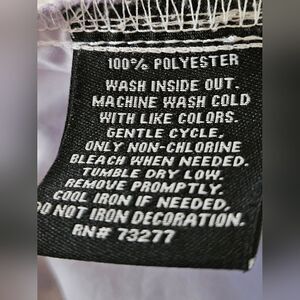 100% POLYESTER
WASH INSIDE OUT.
MACHINE WASH COLD
WITH LIKE COLORS.
GENTLE CYCLE,
ONLY NON-CHLORINE
BLEACH WHEN NEEDED.
TUMBLE DRY LOW.
REMOVE PROMPTLY.
COOL IRON IF NEEDED,
DO NOT IRON DECORATION.
RN# 73277